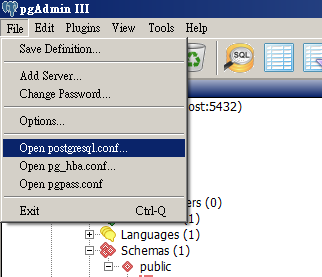 pgAdmin III
File Edit Plugins View Tools Help
Save Definition...
Add Server...
Change Password...
Options...
Open postgresql.conf...
Open pg_hba.conf...
Open pgpass.conf
Exit Ctrl-Q
SQL
ost:5432)
rs (0)
(1)
Languages (1)
Schemas (1)
public